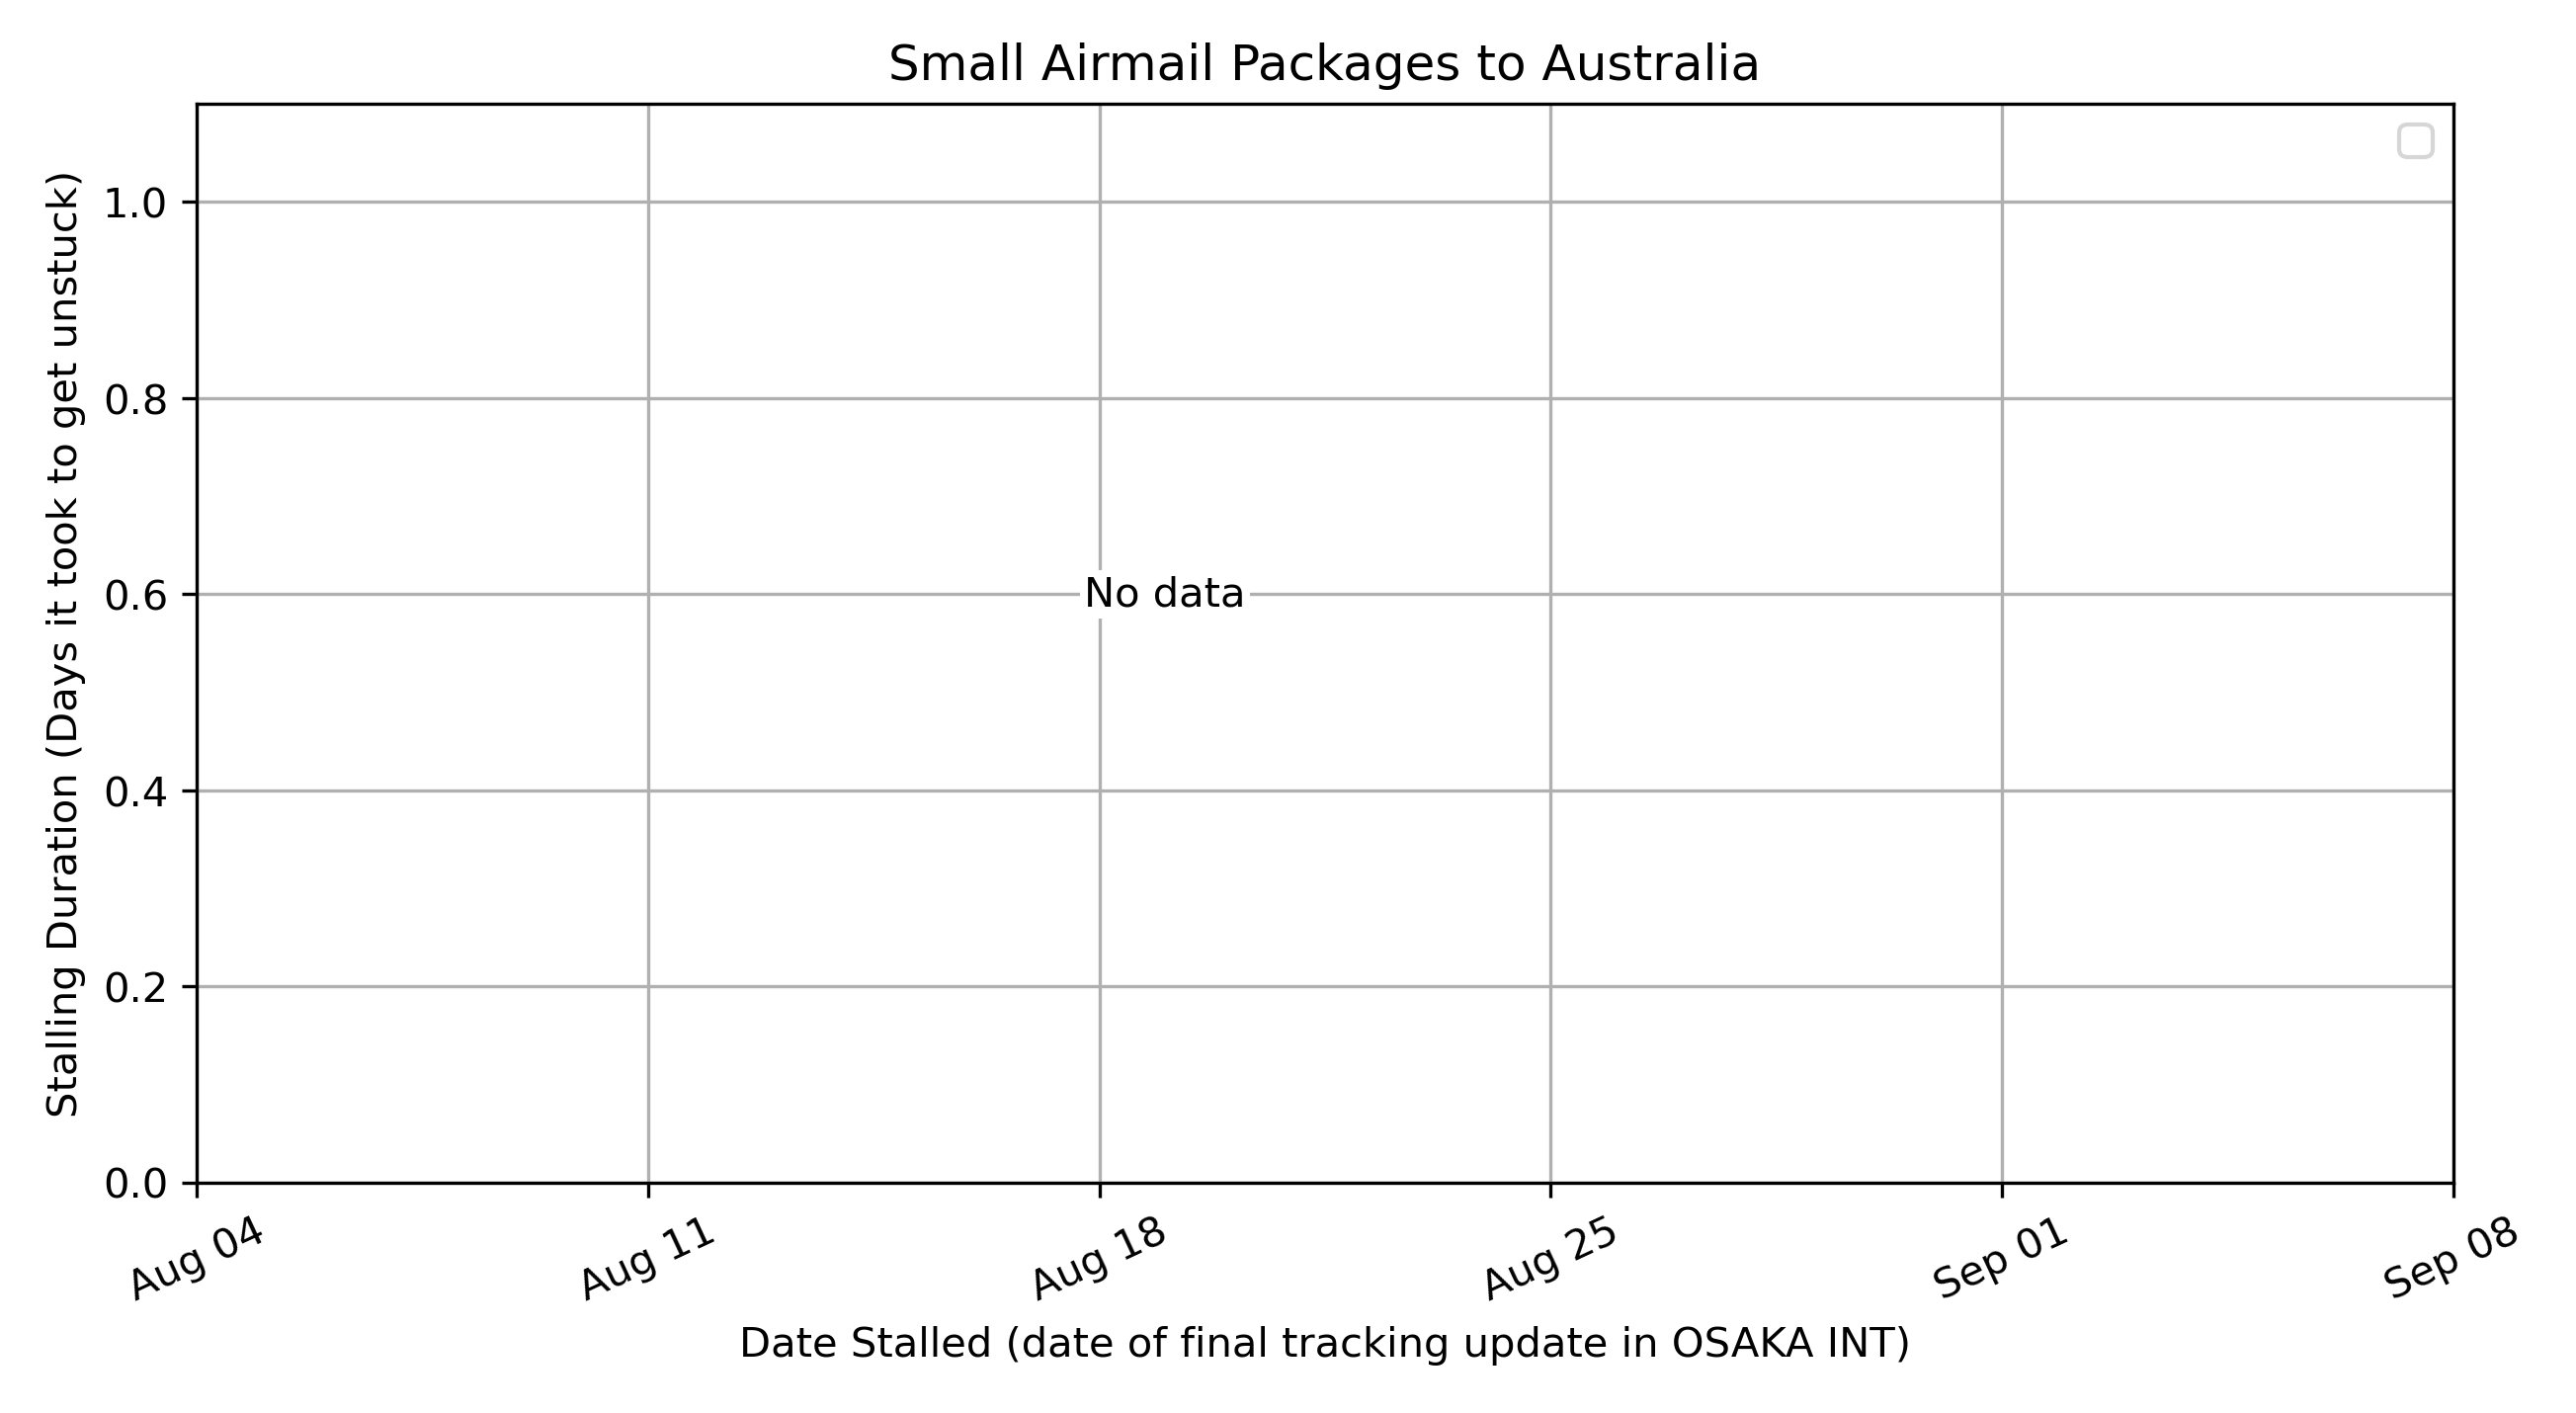 Small Airmail Packages to Australia
Stalling Duration (Days it took to get unstuck)
1.0
0.8
0.6
0.4
0.2
0.0
No data
Aug 04
Aug 11
Aug 18
Aug 25
Sep 01
Sep 08
Date Stalled (date of final tracking update in OSAKA INT)